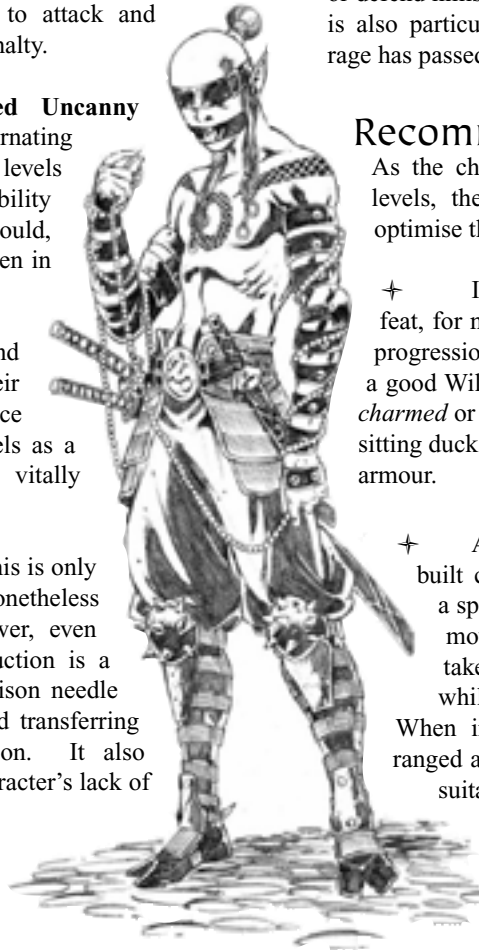 to attack and
nalty.
ed Uncanny
rnating
levels
bility
ould,
en in
nd
eir
ce
els as a
vitally
his is only
onetheless
ver, even
uction is a
ison needle
d transferring
on. It also
racter's lack of
is also particu
rage has passed
Recomm
As the ch
levels, the
optimise th
I
feat, for m
progressio
a good Wil
charmed or
sitting duck
armour.
A
built c
a sp
mo
take
whil
When i
ranged a
suita